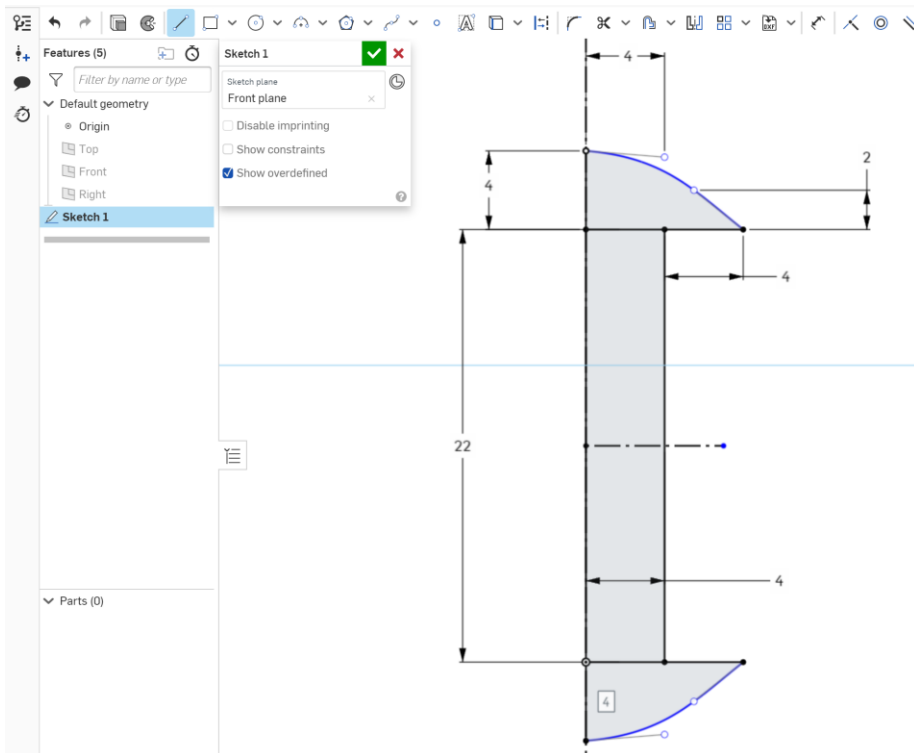 Features (5)
Filter by name or type
Default geometry
Origin
Top
Front
Right
Sketch 1
Parts (0)
Sketch 1
Sketch plane
Front plane
Disable imprinting
Show constraints
Show overdefined
4
4
2
4
22
4
4